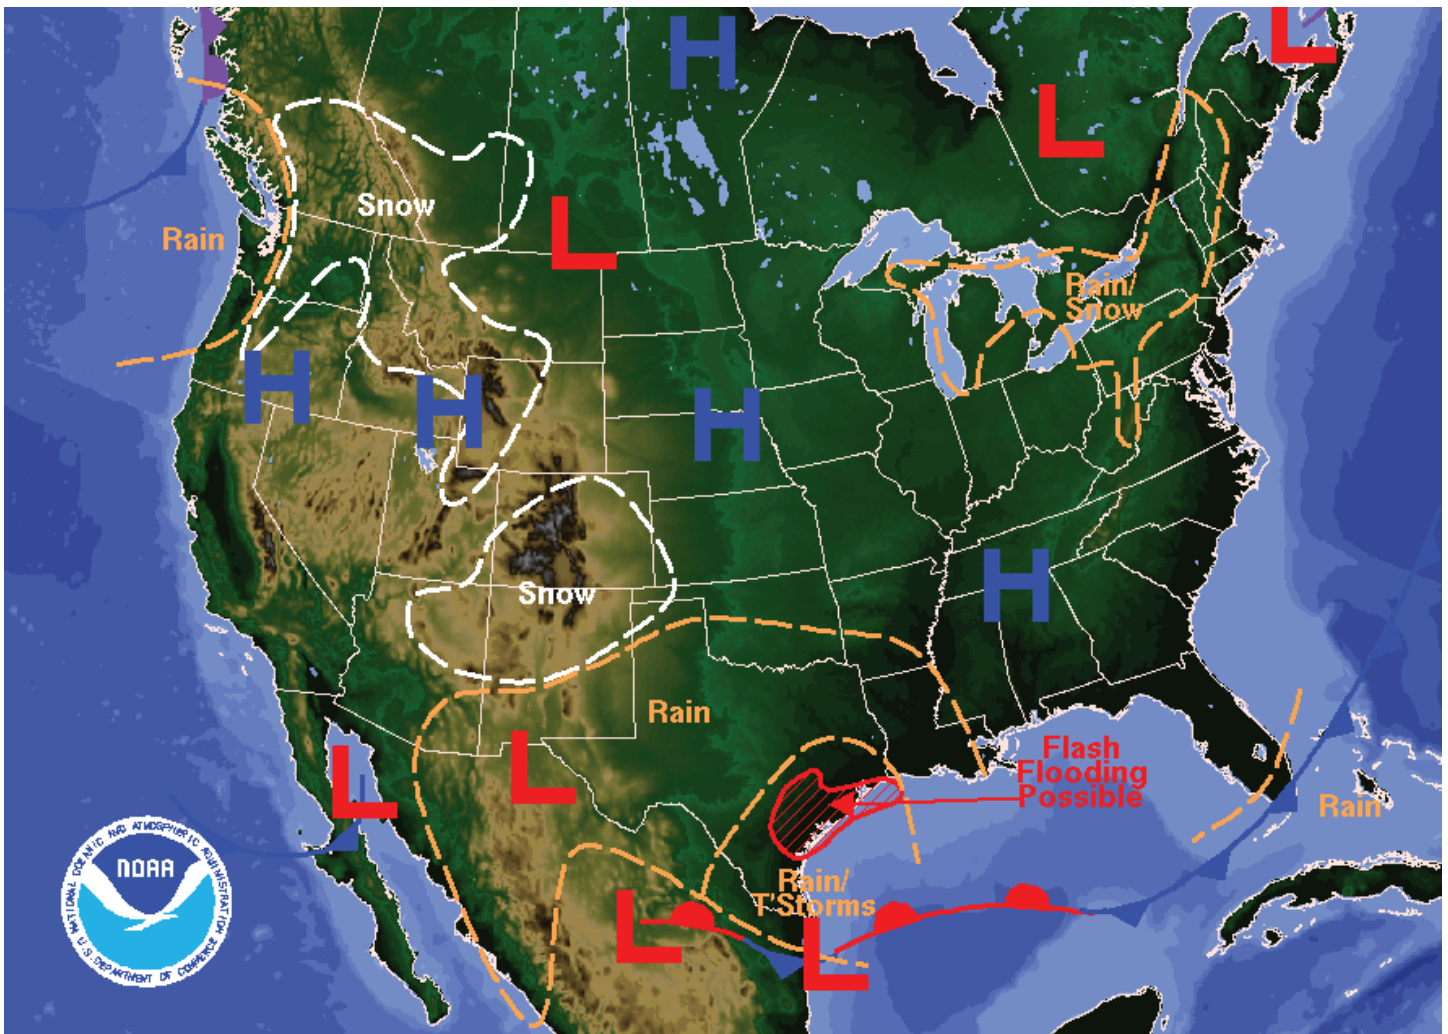 H
L
L
Snow
Rain
L
Rain/
Snow
H
H
H
Snow
H
Rain
L
L
Flash
Flooding
Possible
Rain
Rain/
T'Storms
L
L
NOAA
NATIONAL OCEANIC AND ATMOSPHERIC ADMINISTRATION
U.S. DEPARTMENT OF COMMERCE